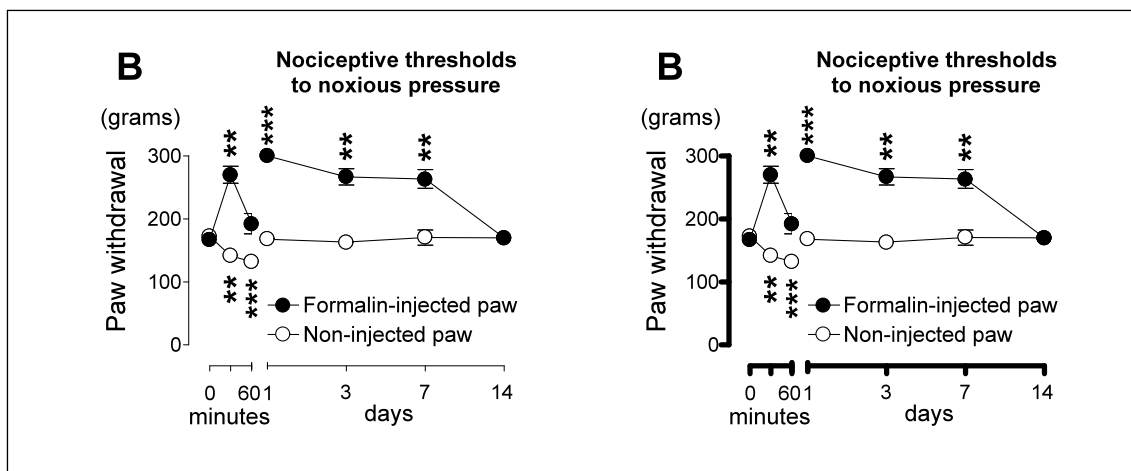 B
Nociceptive thresholds
to noxious pressure
(grams)
Paw withdrawal
300
200
100
0
***
**
**
**
**
***
Formalin-injected paw
Non-injected paw
0 60 1 3 7 14
minutes days
B
Nociceptive thresholds
to noxious pressure
(grams)
Paw withdrawal
300
200
100
0
***
**
**
**
**
***
Formalin-injected paw
Non-injected paw
0 60 1 3 7 14
minutes days